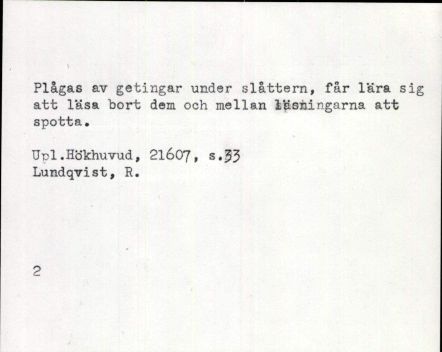 Plågas av getingar under slåttern, får lära sig
att läsa bort dem och mellan läsningarna att
spotta.
Upl.Hökhuvud, 21607, s.33
Lundqvist, R.
2